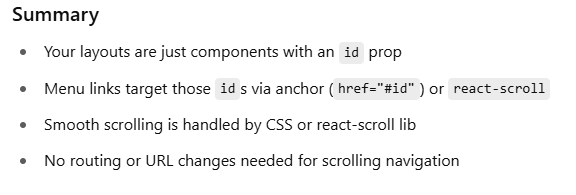 Summary
• Your layouts are just components with an id prop
• Menu links target those ids via anchor (href="#id") or react-scroll
• Smooth scrolling is handled by CSS or react-scroll lib
• No routing or URL changes needed for scrolling navigation